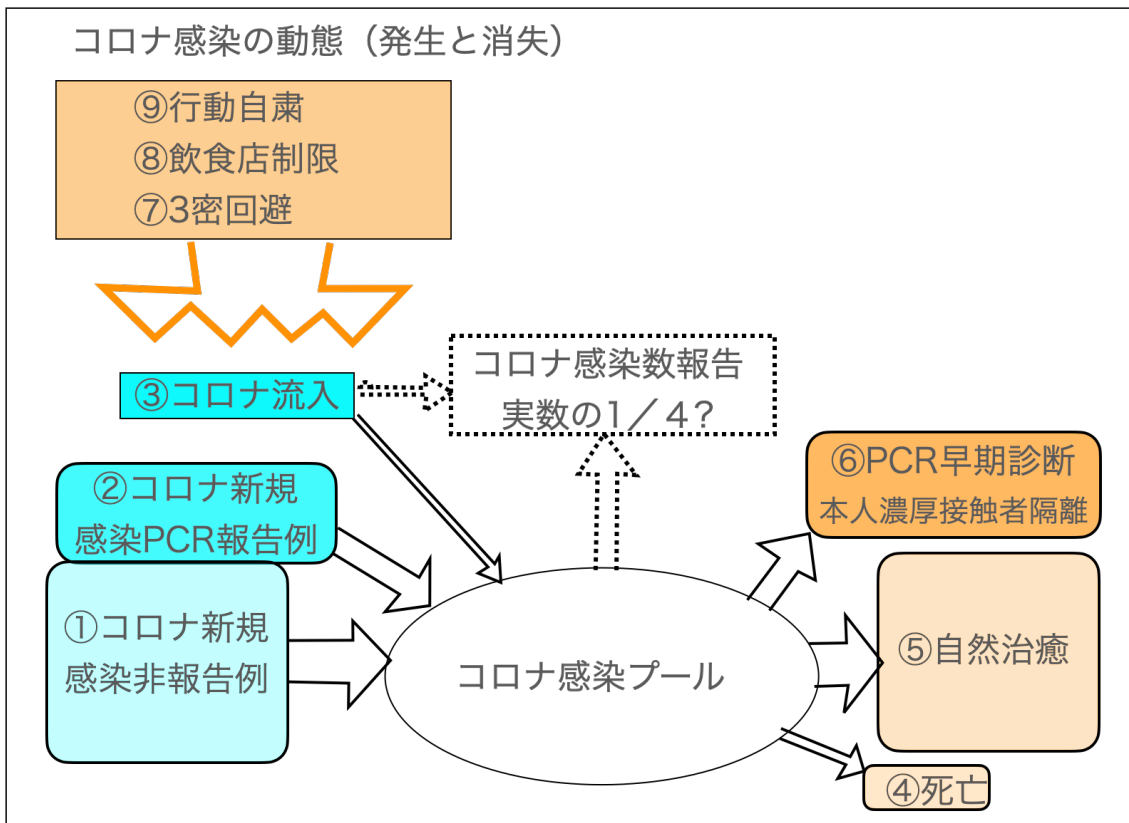 コロナ感染の動態（発生と消失）
⑨行動自粛
⑧飲食店制限
⑦3密回避
③コロナ流入
コロナ感染数報告
実数の1／4？
②コロナ新規
感染PCR報告例
①コロナ新規
感染非報告例
コロナ感染プール
⑥PCR早期診断
本人濃厚接触者隔離
⑤自然治癒
④死亡